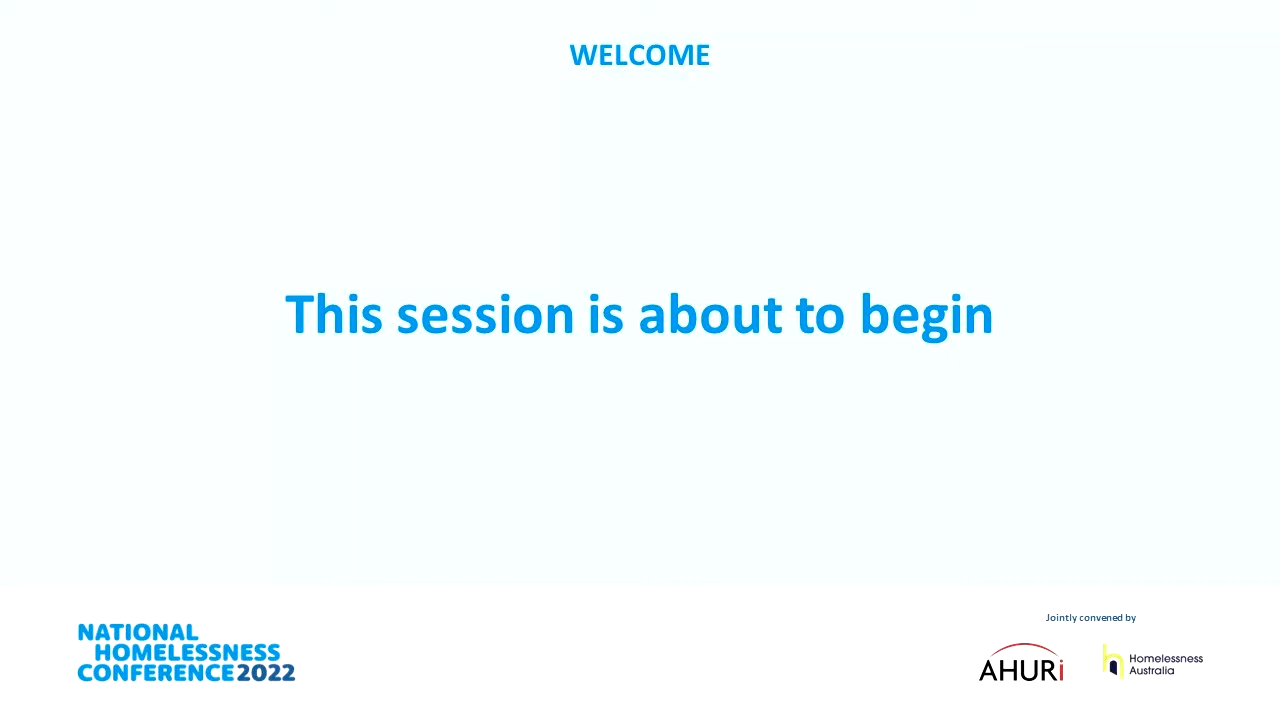 WELCOME
This session is about to begin
NATIONAL
HOMELESSNESS
CONFERENCE2022
Jointly convened by
AHURi
Homelessness
Australia